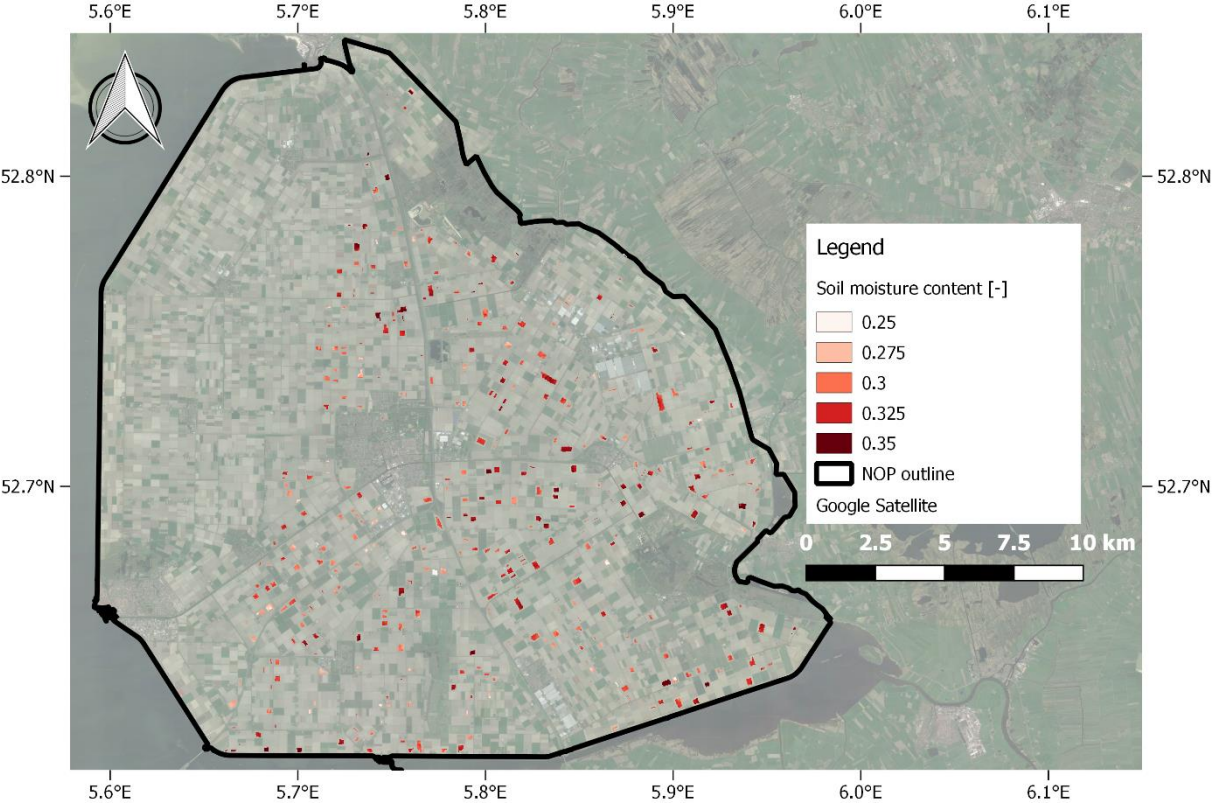 5.6°E 5.7°E 5.8°E 5.9°E 6.0°E 6.1°E
52.8°N 52.8°N
Legend
Soil moisture content [-]
0.25
0.275
0.3
0.325
0.35
NOP outline
52.7°N 52.7°N
Google Satellite
0 2.5 5 7.5 10 km
5.6°E 5.7°E 5.8°E 5.9°E 6.0°E 6.1°E